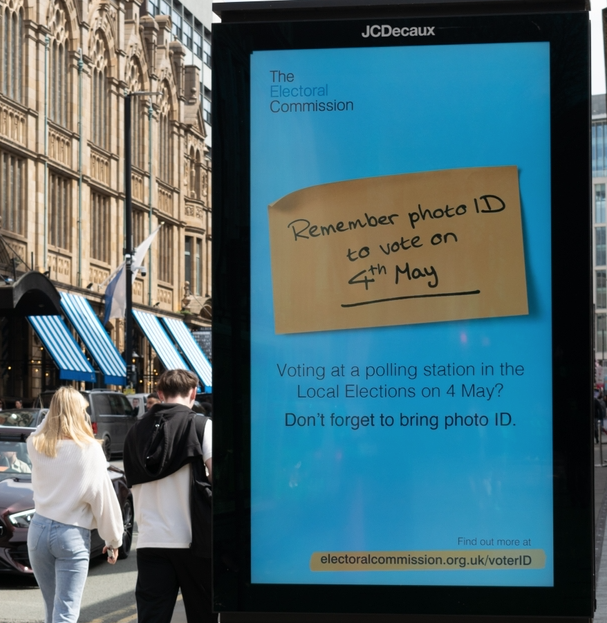 JCDecaux
The
Electoral
Commission
Remember photo ID
to vote on
4th May
Voting at a polling station in the
Local Elections on 4 May?
Don't forget to bring photo ID.
Find out more at
electoralcommission.org.uk/voterID